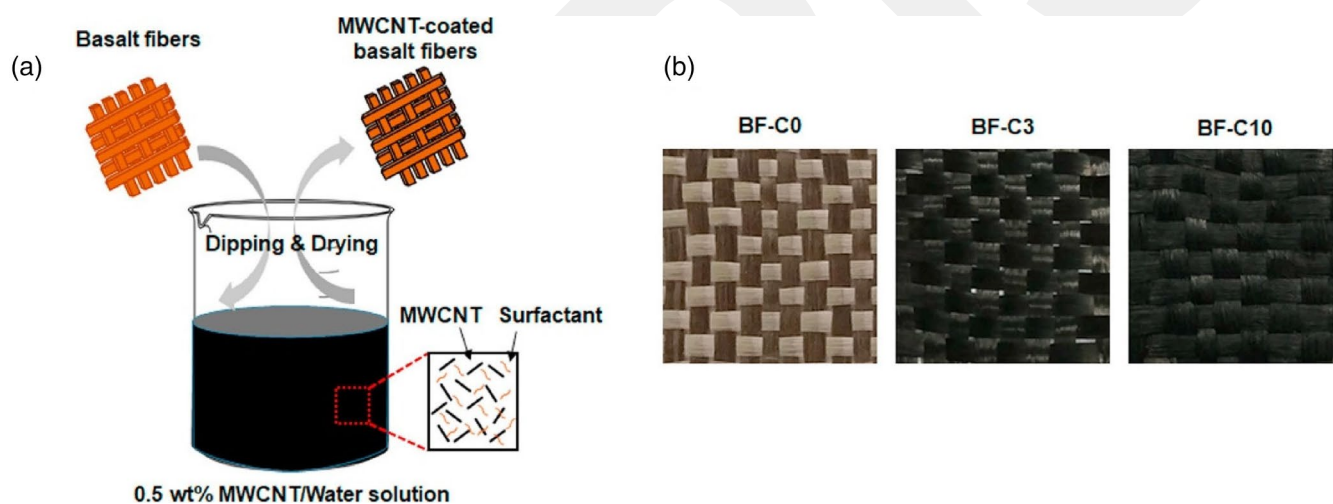 (a)
Basalt fibers
MWCNT-coated
basalt fibers
Dipping & Drying
MWCNT Surfactant
0.5 wt% MWCNT/Water solution
(b)
BF-C0 BF-C3 BF-C10